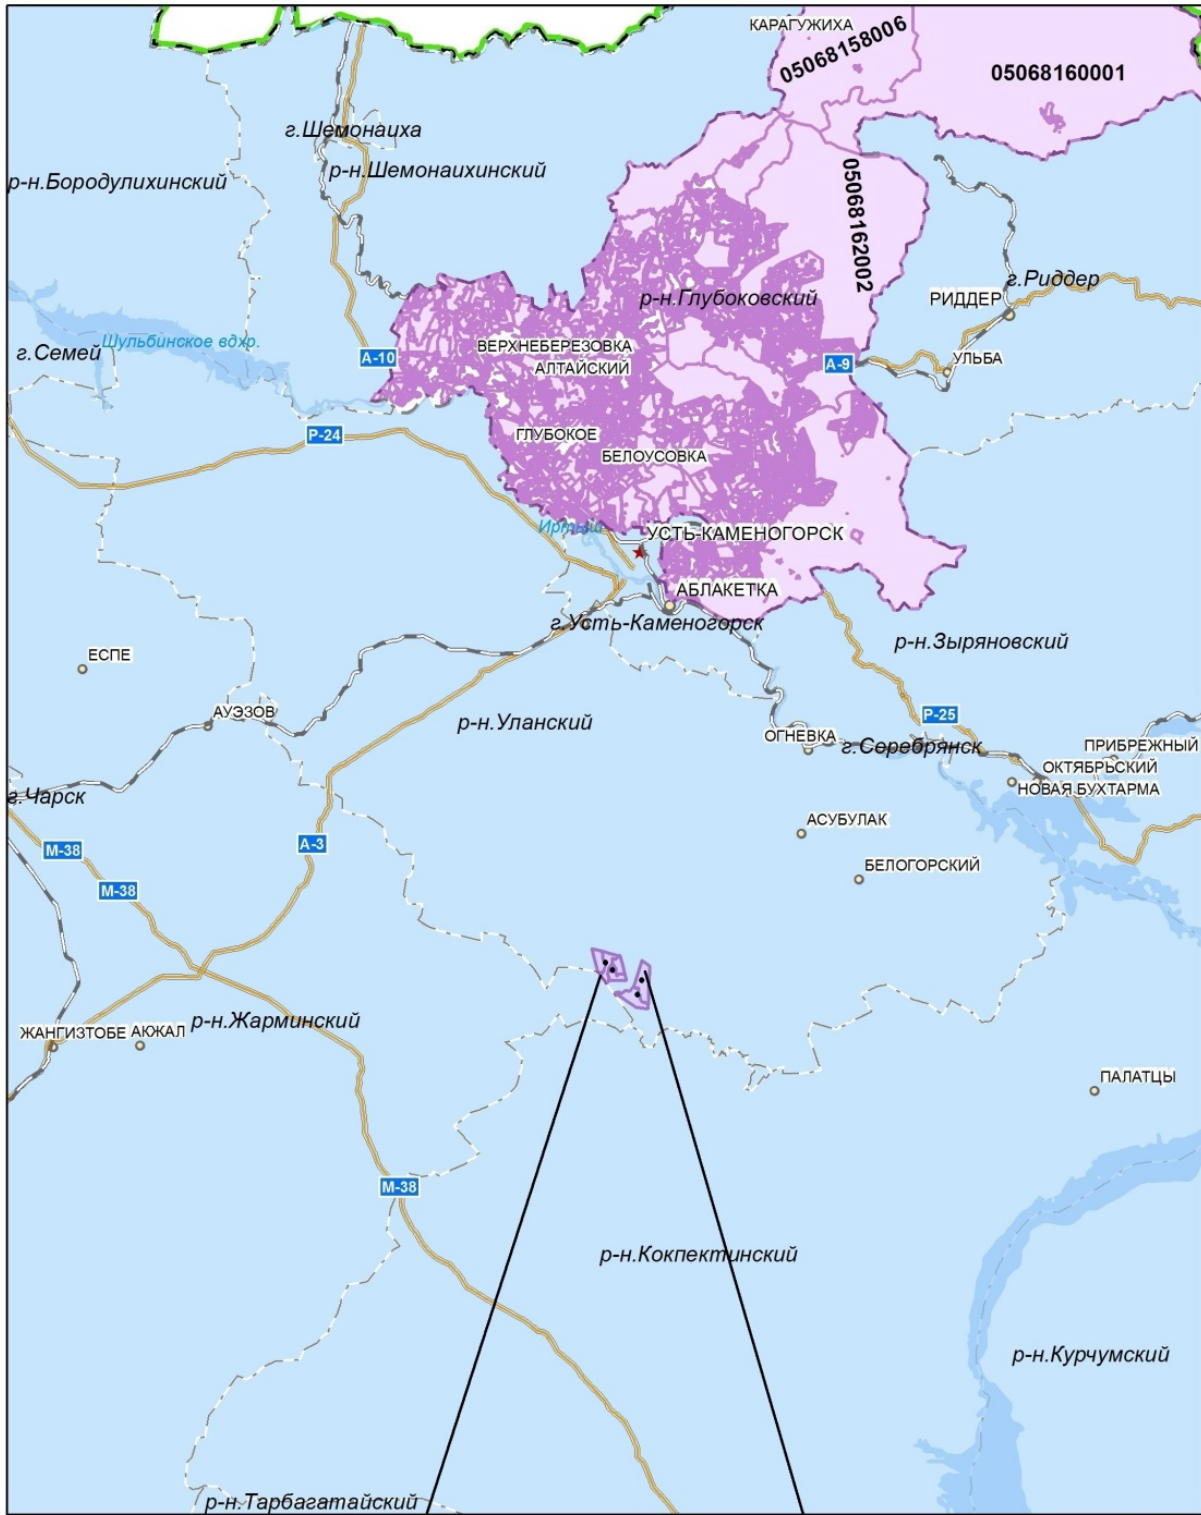 КАРАГУЖИХА
05068158006
05068160001
г.Шемонаиха
р-н.Шемонаихинский
р-н.Бородулихинский
05068162002
г.Риддер
РИДДЕР
р-н.Глубоковский
Шульбинское вдхр.
г.Семей
А-10
ВЕРХНЕБЕРЕЗОВКА
АЛТАЙСКИЙ
А-9
УЛЬБА
Р-24
ГЛУБОКОЕ
БЕЛОУСОВКА
Иртыш
УСТЬ-КАМЕНОГОРСК
АБЛАКЕТКА
г.Усть-Каменогорск
р-н.Зыряновский
ЕСПЕ
АУЭЗОВ
р-н.Уланский
Р-25
ОГНЕВКА
г.Серебрянск
ПРИБРЕЖНЫЙ
ОКТЯБРЬСКИЙ
НОВАЯ БУХТАРМА
г.Чарск
М-38
А-3
АСУБУЛАК
М-38
БЕЛОГОРСКИЙ
р-н.Жарминский
ЖАНГИЗТОБЕ
АКЖАЛ
ПАЛАТЦЫ
М-38
р-н.Кокпектинский
р-н.Курчумский
р-н.Тарбагатайский